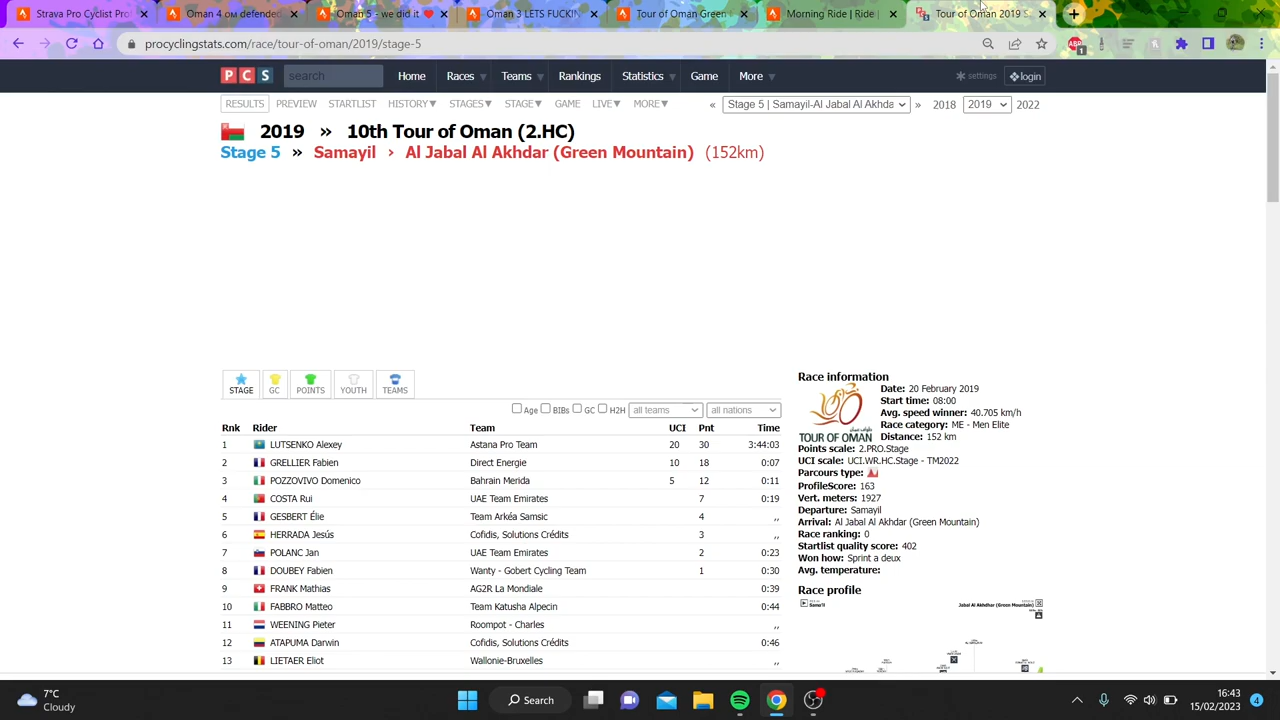 Strava Pro Cyclist Pro
Oman 4 om defended
Oman 5 - we did it
Oman 3 LETS FUCKIN
Tour of Oman Green
Morning Ride | Ride
Tour of Oman 2019 S
procyclingstats.com/race/tour-of-oman/2019/stage-5
ABP 1
PCS search Home Races ▼ Teams ▼ Rankings Statistics ▼ Game More ▼ settings login
RESULTS PREVIEW STARTLIST HISTORY▼ STAGES▼ STAGE▼ GAME LIVE▼ MORE▼ « Stage 5 | Samayil-Al Jabal Al Akhda » 2018 2019 2022
2019 » 10th Tour of Oman (2.HC)
Stage 5 » Samayil › Al Jabal Al Akhdar (Green Mountain) (152km)
STAGE GC POINTS YOUTH TEAMS
Age BIBs GC H2H all teams all nations
Rnk Rider Team UCI Pnt Time
1 LUTSENKO Alexey Astana Pro Team 20 30 3:44:03
2 GRELLIER Fabien Direct Energie 10 18 0:07
3 POZZOVIVO Domenico Bahrain Merida 5 12 0:11
4 COSTA Rui UAE Team Emirates 7 0:19
5 GESBERT Élie Team Arkéa Samsic 4 ,,
6 HERRADA Jesús Cofidis, Solutions Crédits 3 ,,
7 POLANC Jan UAE Team Emirates 2 0:23
8 DOUBEY Fabien Wanty - Gobert Cycling Team 1 0:30
9 FRANK Mathias AG2R La Mondiale 0:39
10 FABBRO Matteo Team Katusha Alpecin 0:44
11 WEENING Pieter Roompot - Charles ,,
12 ATAPUMA Darwin Cofidis, Solutions Crédits 0:46
13 LIETAER Eliot Wallonie-Bruxelles ,,
Race information
TOUR OF OMAN
Date: 20 February 2019
Start time: 08:00
Avg. speed winner: 40.705 km/h
Race category: ME - Men Elite
Distance: 152 km
Points scale: 2.PRO.Stage
UCI scale: UCI.WR.HC.Stage - TM2022
Parcours type:
ProfileScore: 163
Vert. meters: 1927
Departure: Samayil
Arrival: Al Jabal Al Akhdar (Green Mountain)
Race ranking: 0
Startlist quality score: 402
Won how: Sprint a deux
Avg. temperature:
Race profile
Jabal Al Akhdhar (Green Mountain)
7°C
Cloudy
Search
16:43
15/02/2023
4